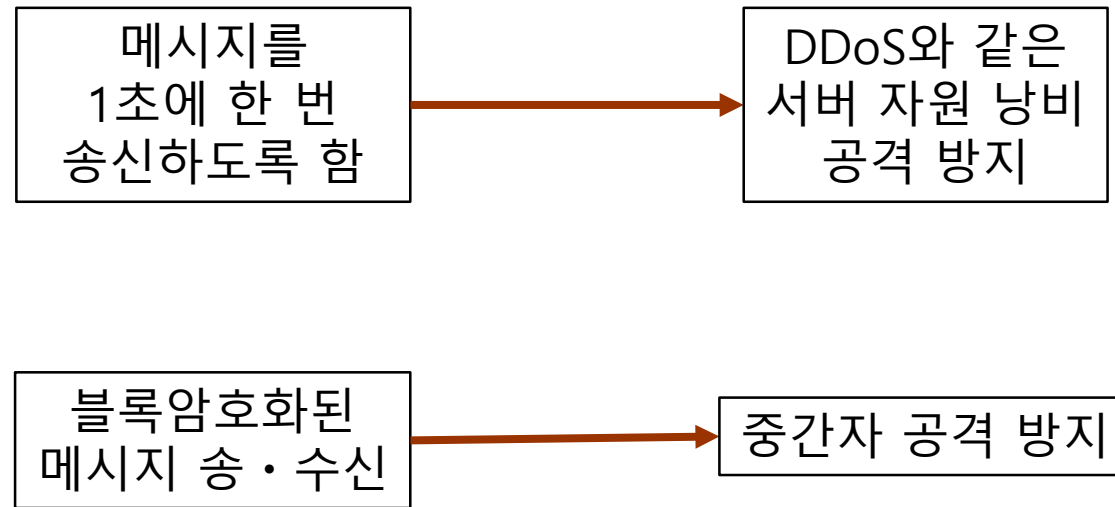 메시지를
1초에 한 번
송신하도록 함
DDoS와 같은
서버 자원 낭비
공격 방지
블록암호화된
메시지 송・수신
중간자 공격 방지